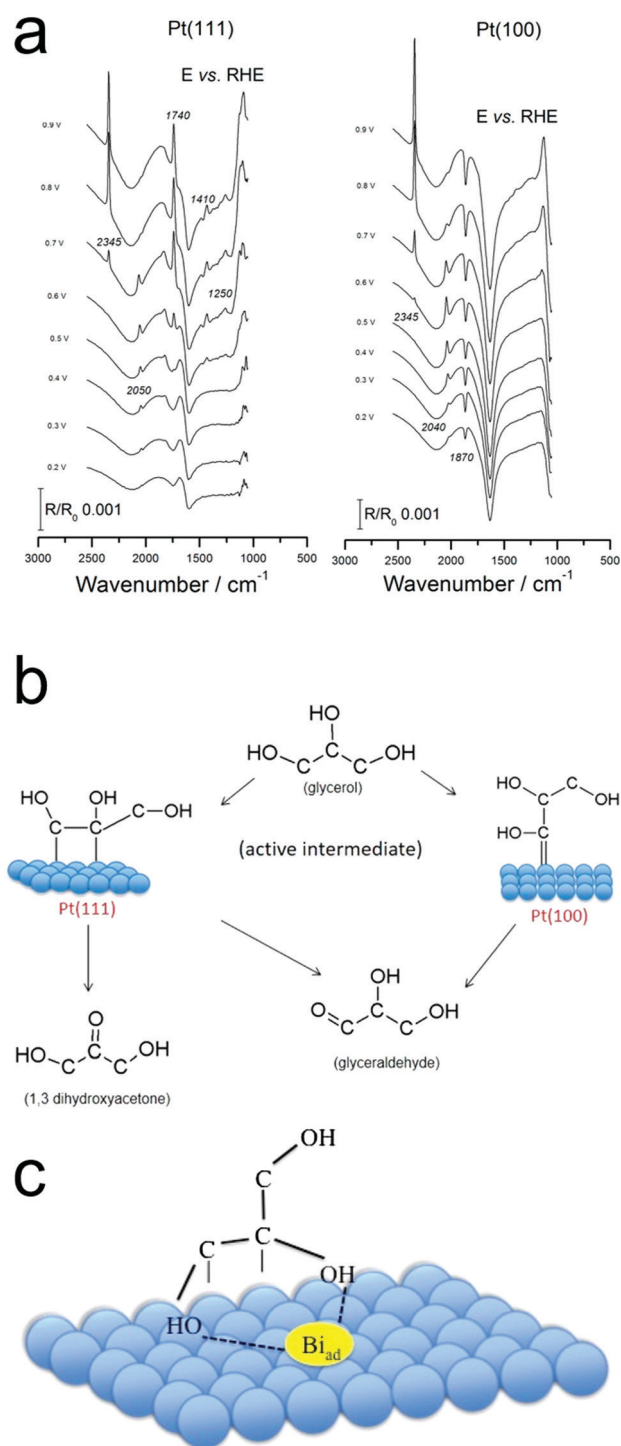 a
Pt(111)
E vs. RHE
0.9 V
1740
0.8 V
1410
2345
0.7 V
1250
0.6 V
0.5 V
0.4 V
2050
0.3 V
0.2 V
R/R0 0.001
3000 2500 2000 1500 1000 500
Wavenumber / cm-1
Pt(100)
E vs. RHE
0.9 V
0.8 V
0.7 V
0.6 V
2345
0.5 V
0.4 V
0.3 V
2040
0.2 V
1870
R/R0 0.001
3000 2500 2000 1500 1000 500
Wavenumber / cm-1
b
HO
HO C C C OH
(glycerol)
HO OH C OH
C C
Pt(111)
(active intermediate)
HO C C OH
HO C
Pt(100)
O
HO C C C OH
(1,3 dihydroxyacetone)
OH
O C C C OH
(glyceraldehyde)
c
OH
C
C C
OH
HO
Biad